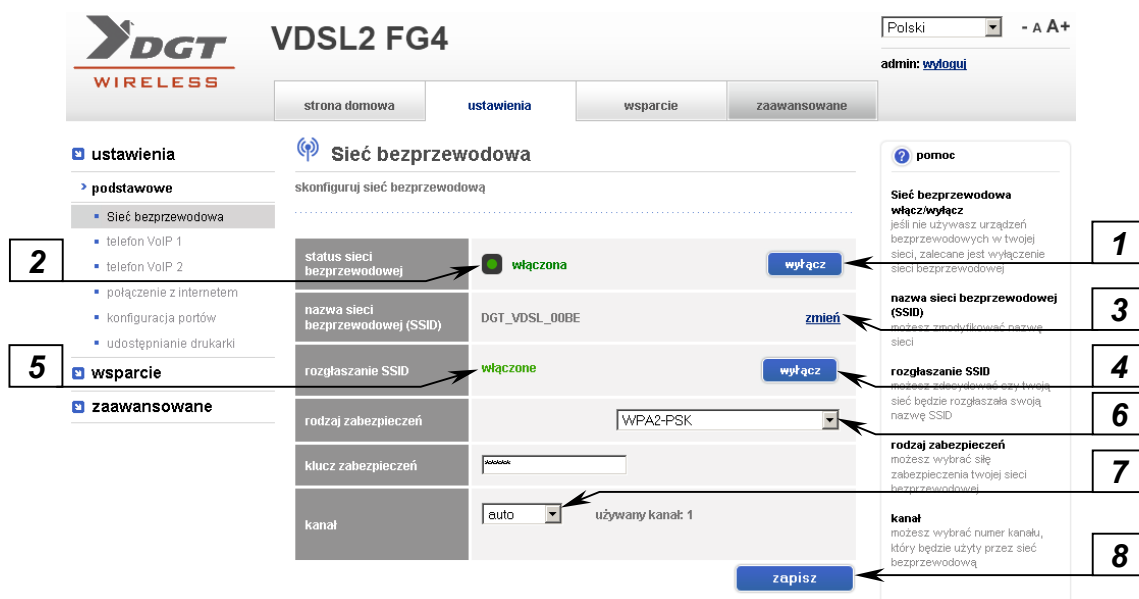 DGT
WIRELESS
VDSL2 FG4
Polski
- A A+
admin: wyloguj
strona domowa
ustawienia
wsparcie
zaawansowane
ustawienia
podstawowe
Sieć bezprzewodowa
telefon VoIP 1
telefon VoIP 2
połączenie z internetem
konfiguracja portów
udostępnianie drukarki
wsparcie
zaawansowane
Sieć bezprzewodowa
skonfiguruj sieć bezprzewodową
status sieci
bezprzewodowej
włączona
wyłącz
nazwa sieci
bezprzewodowej (SSID)
DGT_VDSL_00BE
zmień
rozgłaszanie SSID
włączone
wyłącz
rodzaj zabezpieczeń
WPA2-PSK
klucz zabezpieczeń
******
kanał
auto
używany kanał: 1
zapisz
pomoc
Sieć bezprzewodowa
włącz/wyłącz
jeśli nie używasz urządzeń
bezprzewodowych w twojej
sieci, zalecane jest wyłączenie
sieci bezprzewodowej
nazwa sieci bezprzewodowej
(SSID)
możesz zmodyfikować nazwę
sieci
rozgłaszanie SSID
możesz zdecydować czy twoją
sieć będzie rozgłaszała swoją
nazwę SSID
rodzaj zabezpieczeń
możesz wybrać siłę
zabezpieczenia twojej sieci
bezprzewodowej
kanał
możesz wybrać numer kanału,
który będzie użyty przez sieć
bezprzewodową
1
2
3
4
5
6
7
8